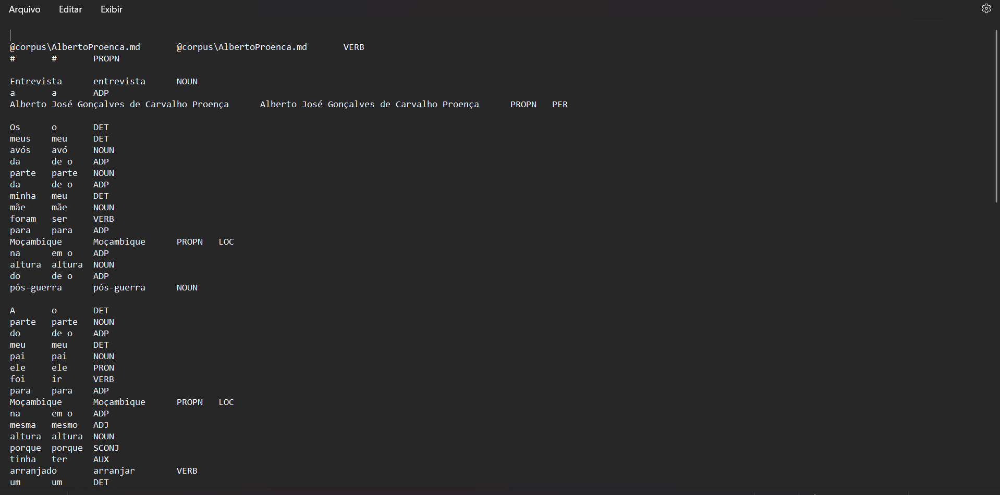 Arquivo Editar Exibir
@corpus\AlbertoProenca.md @corpus\AlbertoProenca.md VERB
# # PROPN
Entrevista entrevista NOUN
a a ADP
Alberto José Gonçalves de Carvalho Proença Alberto José Gonçalves de Carvalho Proença PROPN PER
Os o DET
meus meu DET
avós avó NOUN
da de o ADP
parte parte NOUN
da de o ADP
minha meu DET
mãe mãe NOUN
foram ser VERB
para para ADP
Moçambique Moçambique PROPN LOC
na em o ADP
altura altura NOUN
do de o ADP
pós-guerra pós-guerra NOUN
A o DET
parte parte NOUN
do de o ADP
meu meu DET
pai pai NOUN
ele ele PRON
foi ir VERB
para para ADP
Moçambique Moçambique PROPN LOC
na em o ADP
mesma mesmo ADJ
altura altura NOUN
porque porque SCONJ
tinha ter AUX
arranjado arranjar VERB
um um DET